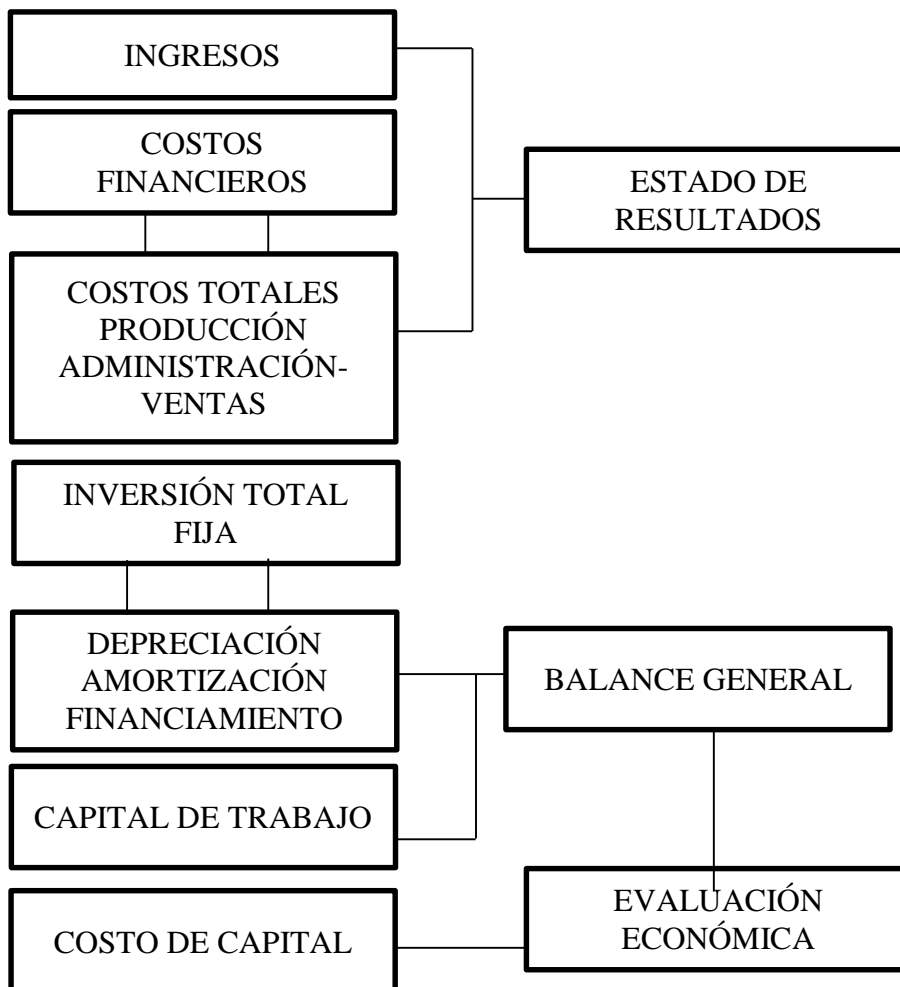 INGRESOS
COSTOS
FINANCIEROS
ESTADO DE
RESULTADOS
COSTOS TOTALES
PRODUCCIÓN
ADMINISTRACIÓN-
VENTAS
INVERSIÓN TOTAL
FIJA
DEPRECIACIÓN
AMORTIZACIÓN
FINANCIAMIENTO
BALANCE GENERAL
CAPITAL DE TRABAJO
EVALUACIÓN
ECONÓMICA
COSTO DE CAPITAL